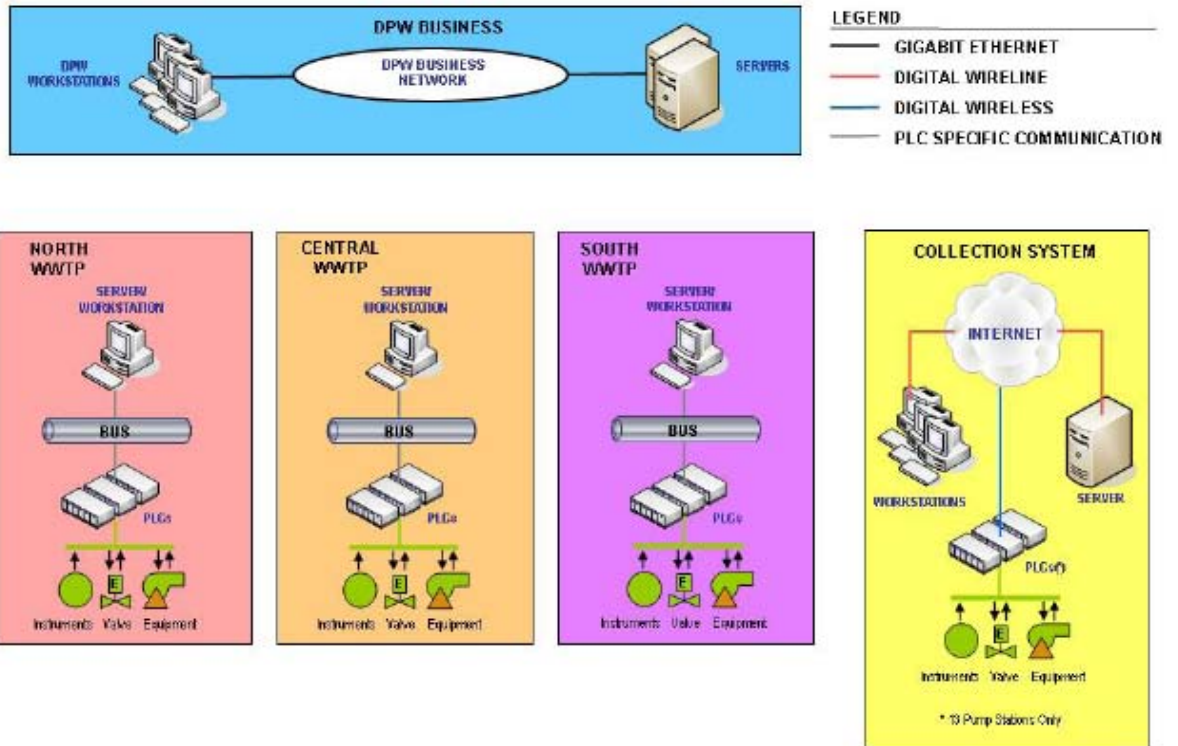 DPW BUSINESS
DPW
WORKSTATIONS
DPW BUSINESS
NETWORK
SERVERS
LEGEND
GIGABIT ETHERNET
DIGITAL WIRELINE
DIGITAL WIRELESS
PLC SPECIFIC COMMUNICATION
NORTH
WWTP
SERVER/
WORKSTATION
BUS
PLCs
Instruments Valve Equipment
E
CENTRAL
WWTP
SERVER/
WORKSTATION
BUS
PLCs
E
Instruments Valve Equipment
SOUTH
WWTP
SERVER/
WORKSTATION
BUS
PLCs
E
Instruments Valve Equipment
COLLECTION SYSTEM
INTERNET
WORKSTATIONS
SERVER
PLCs(*)
E
Instruments Valve Equipment
* 13 Pump Stations Only